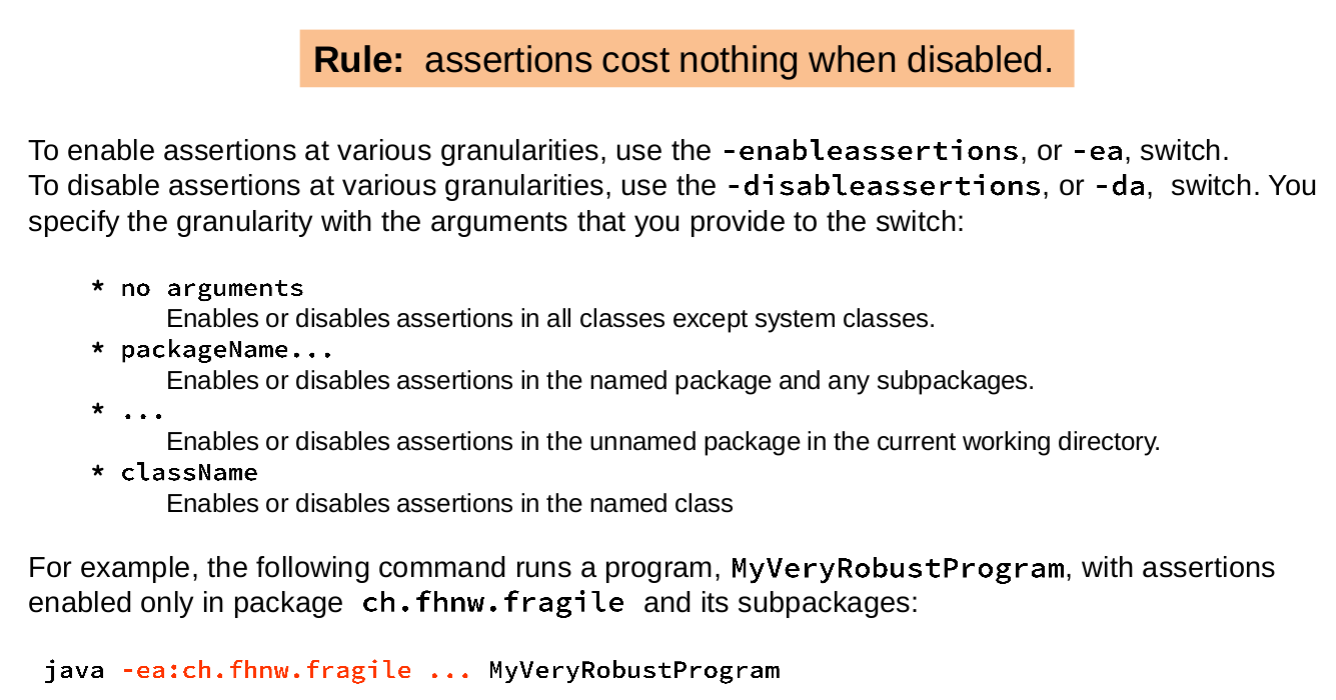 Rule: assertions cost nothing when disabled.
To enable assertions at various granularities, use the -enableassertions, or -ea, switch.
To disable assertions at various granularities, use the -disableassertions, or -da, switch. You
specify the granularity with the arguments that you provide to the switch:
* no arguments
Enables or disables assertions in all classes except system classes.
* packageName...
Enables or disables assertions in the named package and any subpackages.
* ...
Enables or disables assertions in the unnamed package in the current working directory.
* className
Enables or disables assertions in the named class
For example, the following command runs a program, MyVeryRobustProgram, with assertions
enabled only in package ch.fhnw.fragile and its subpackages:
java -ea:ch.fhnw.fragile ... MyVeryRobustProgram